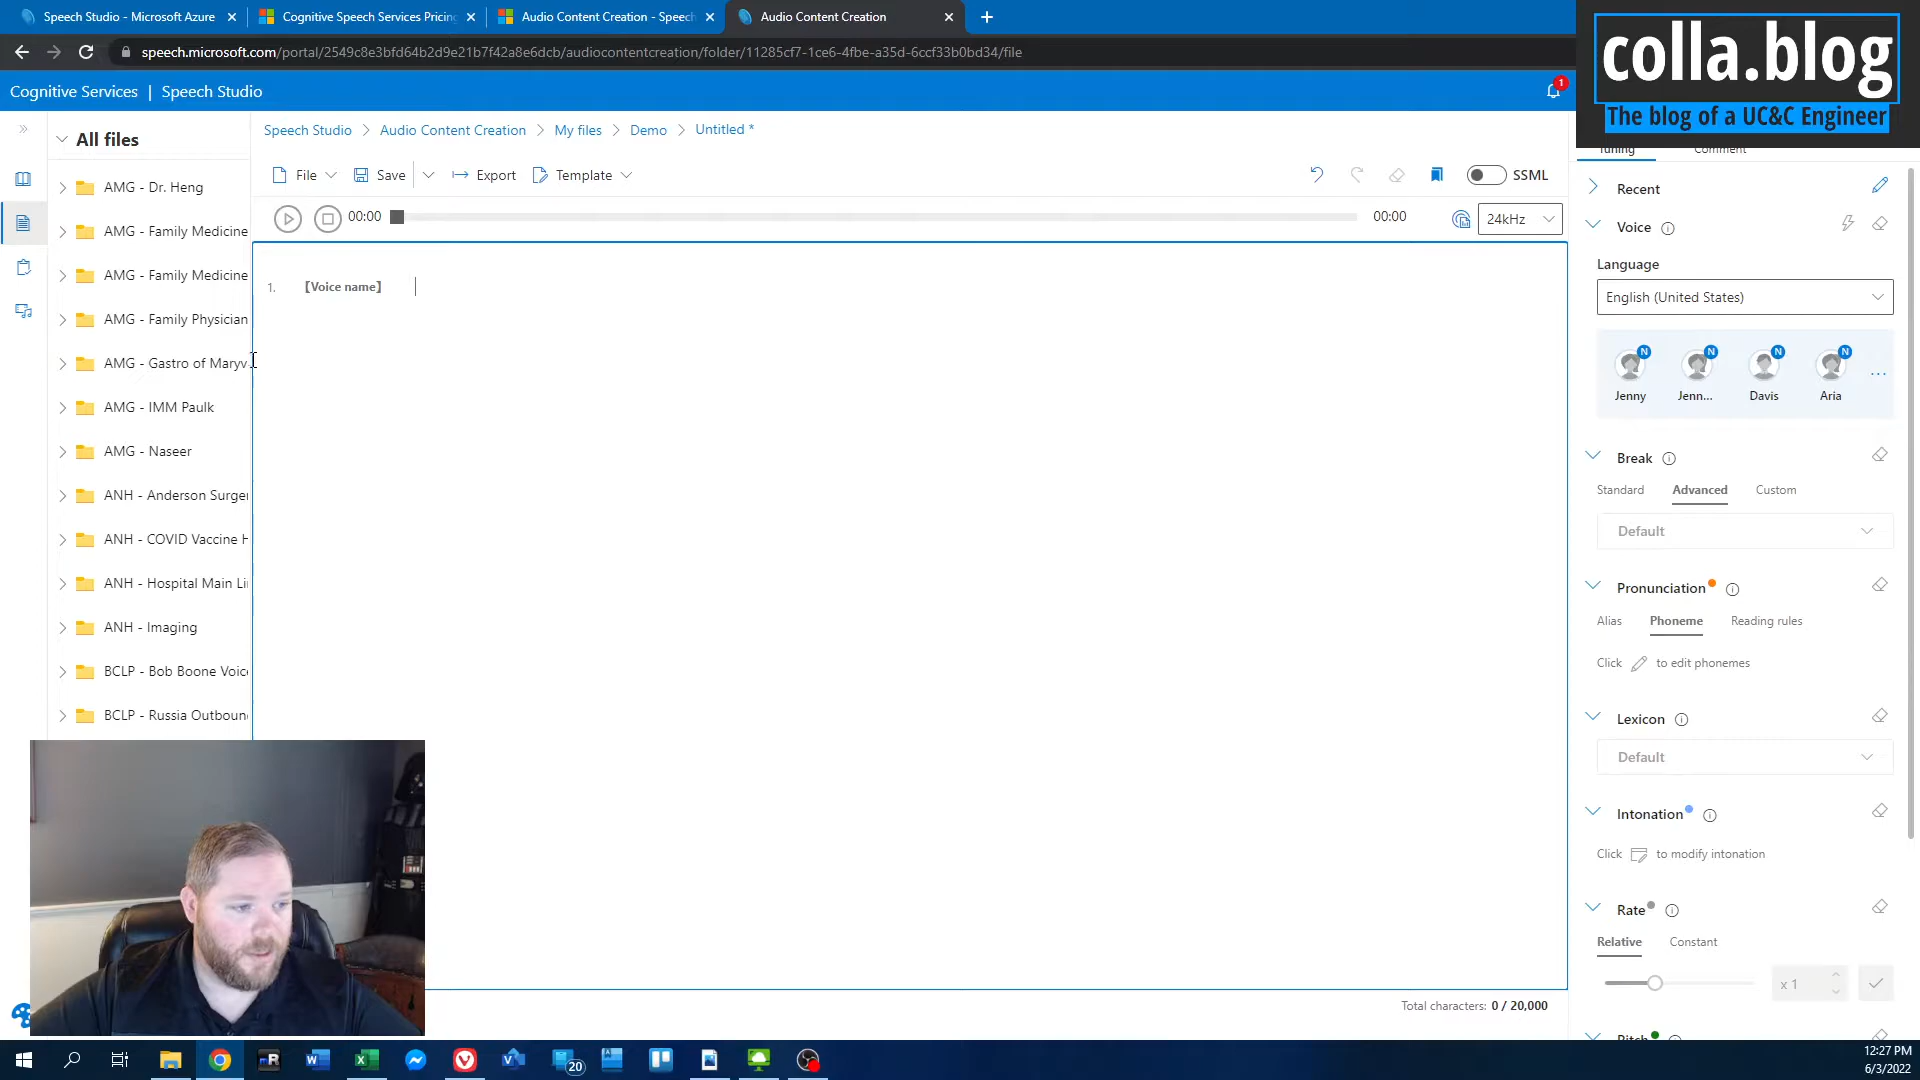 Speech Studio - Microsoft Azure
Cognitive Speech Services Pricing
Audio Content Creation - Speech
Audio Content Creation
speech.microsoft.com/portal/2549c8e3bfd64b2d9e21b7f42a8e6dcb/audiocontentcreation/folder/11285cf7-1ce6-4fbe-a35d-6ccf33b0bd34/file
colla.blog
The blog of a UC&C Engineer
Cognitive Services | Speech Studio
1
All files
AMG - Dr. Heng
AMG - Family Medicine
AMG - Family Medicine
AMG - Family Physician
AMG - Gastro of Maryv
AMG - IMM Paulk
AMG - Naseer
ANH - Anderson Surger
ANH - COVID Vaccine H
ANH - Hospital Main Li
ANH - Imaging
BCLP - Bob Boone Voic
BCLP - Russia Outboun
Speech Studio > Audio Content Creation > My files > Demo > Untitled *
File Save Export Template SSML
00:00 00:00 24kHz
1. [Voice name]
Total characters: 0 / 20,000
Tuning Comment
Recent
Voice
Language
English (United States)
N N N N
Jenny Jenn... Davis Aria ...
Break
Standard Advanced Custom
Default
Pronunciation
Alias Phoneme Reading rules
Click to edit phonemes
Lexicon
Default
Intonation
Click to modify intonation
Rate
Relative Constant
x 1
Pitch
20
12:27 PM
6/3/2022